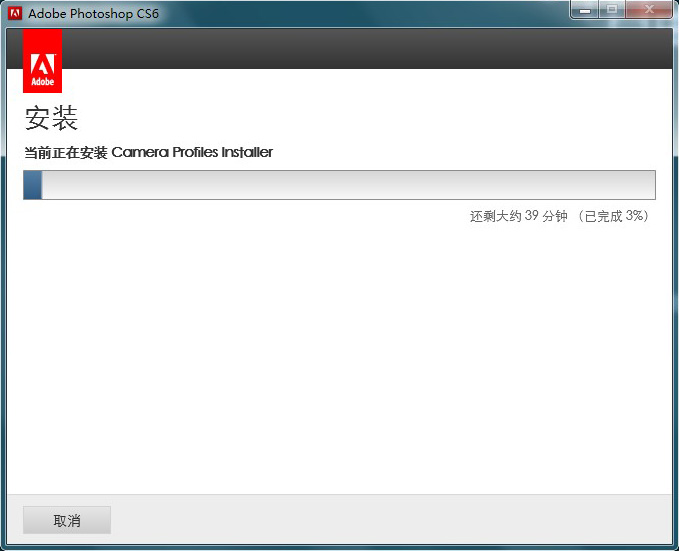 Adobe Photoshop CS6
Adobe
安装
当前正在安装 Camera Profiles Installer
还剩大约 39 分钟 （已完成 3%）
取消